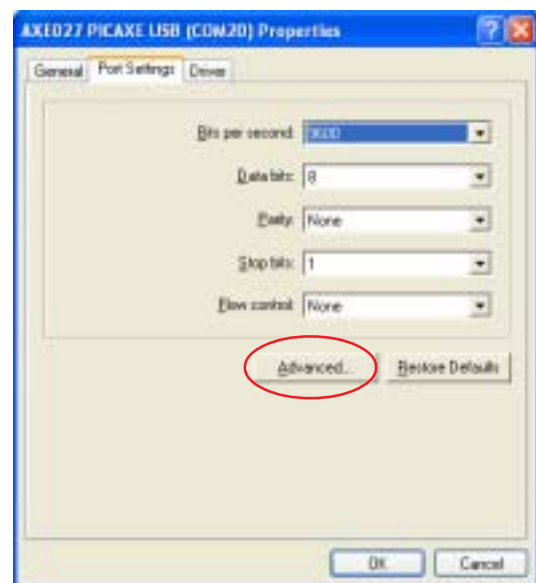 AXE027 PICAXE USB (COM20) Properties
General Port Settings Driver
Bits per second: 9600
Data bits: 8
Parity: None
Stop bits: 1
Flow control: None
Advanced... Restore Defaults
OK Cancel